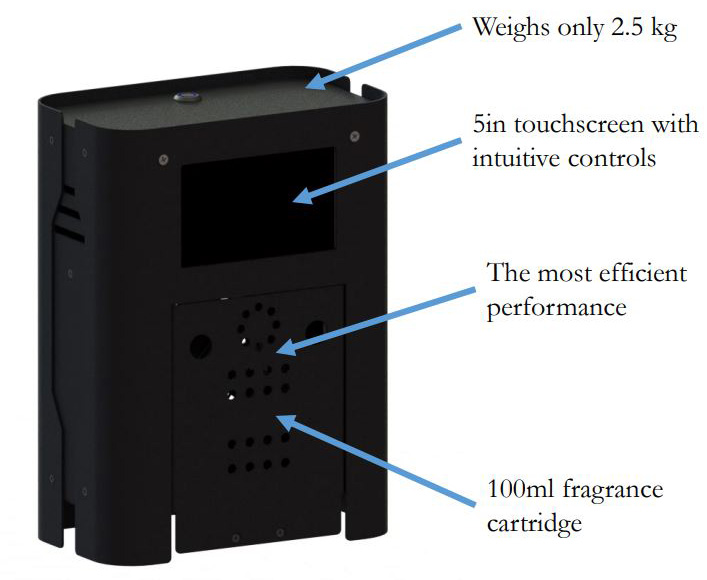 Weighs only 2.5 kg
5in touchscreen with
intuitive controls
The most efficient
performance
100ml fragrance
cartridge